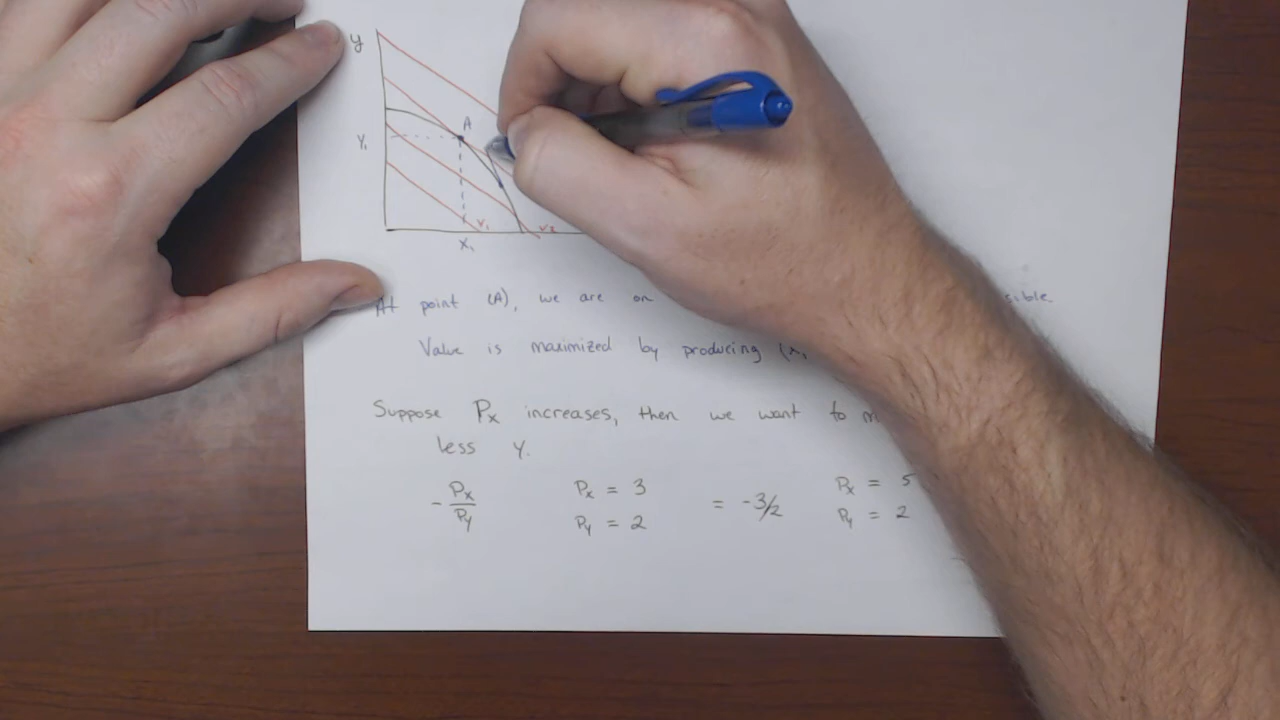 y
A
Y₁
V₁
V₂
X₁
At point (A), we are on
Value is maximized by producing
Suppose Pₓ increases, then we want to
less Y.
- Pₓ/Pᵧ Pₓ = 3 = -3/2 Pₓ = 5
Pᵧ = 2 Pᵧ = 2